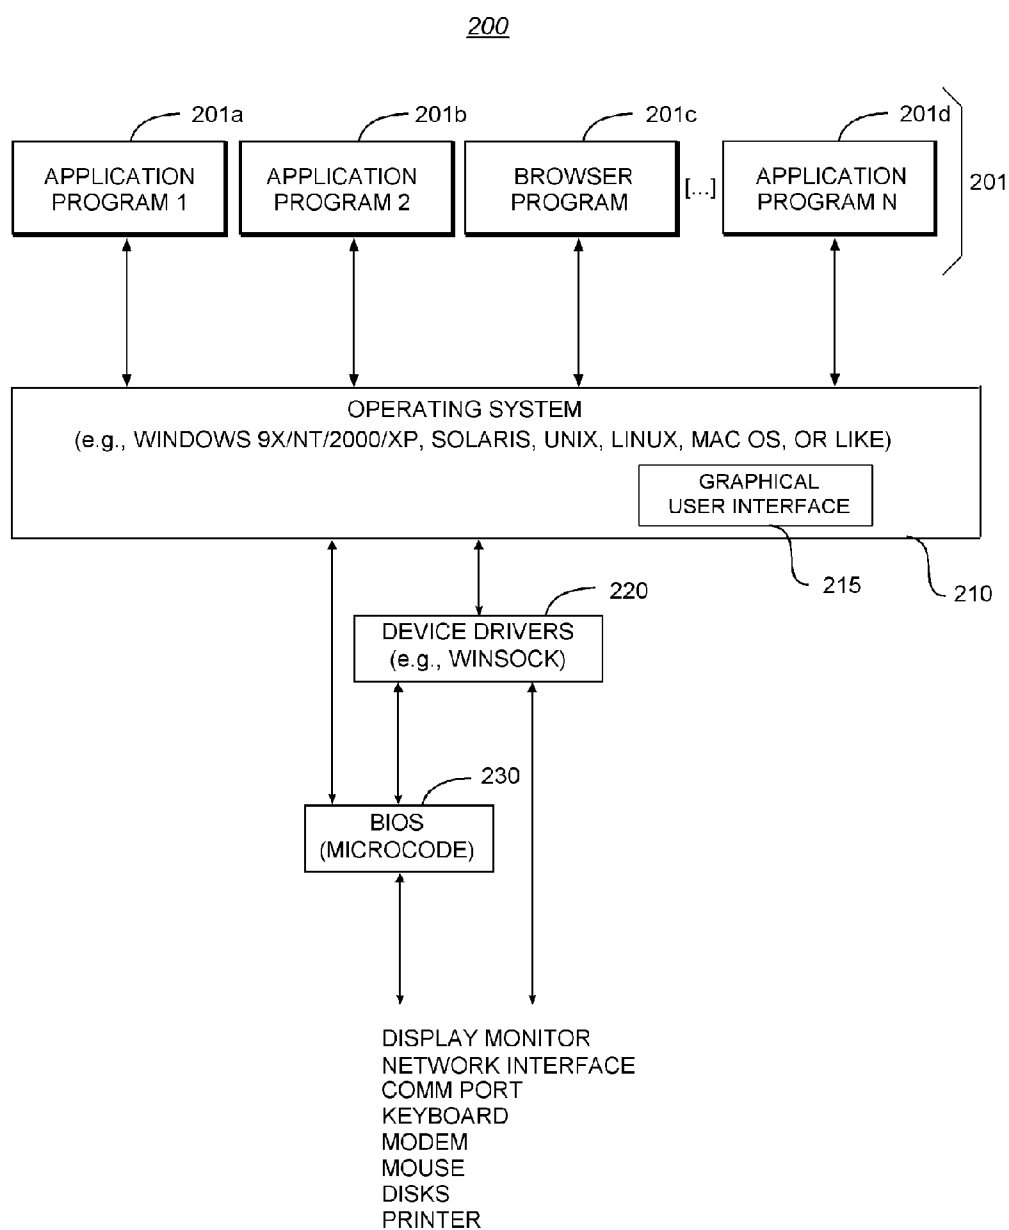 200
201a
201b
201c
201d
APPLICATION
PROGRAM 1
APPLICATION
PROGRAM 2
BROWSER
PROGRAM
[...]
APPLICATION
PROGRAM N
201
OPERATING SYSTEM
(e.g., WINDOWS 9X/NT/2000/XP, SOLARIS, UNIX, LINUX, MAC OS, OR LIKE)
GRAPHICAL
USER INTERFACE
215
210
220
DEVICE DRIVERS
(e.g., WINSOCK)
230
BIOS
(MICROCODE)
DISPLAY MONITOR
NETWORK INTERFACE
COMM PORT
KEYBOARD
MODEM
MOUSE
DISKS
PRINTER